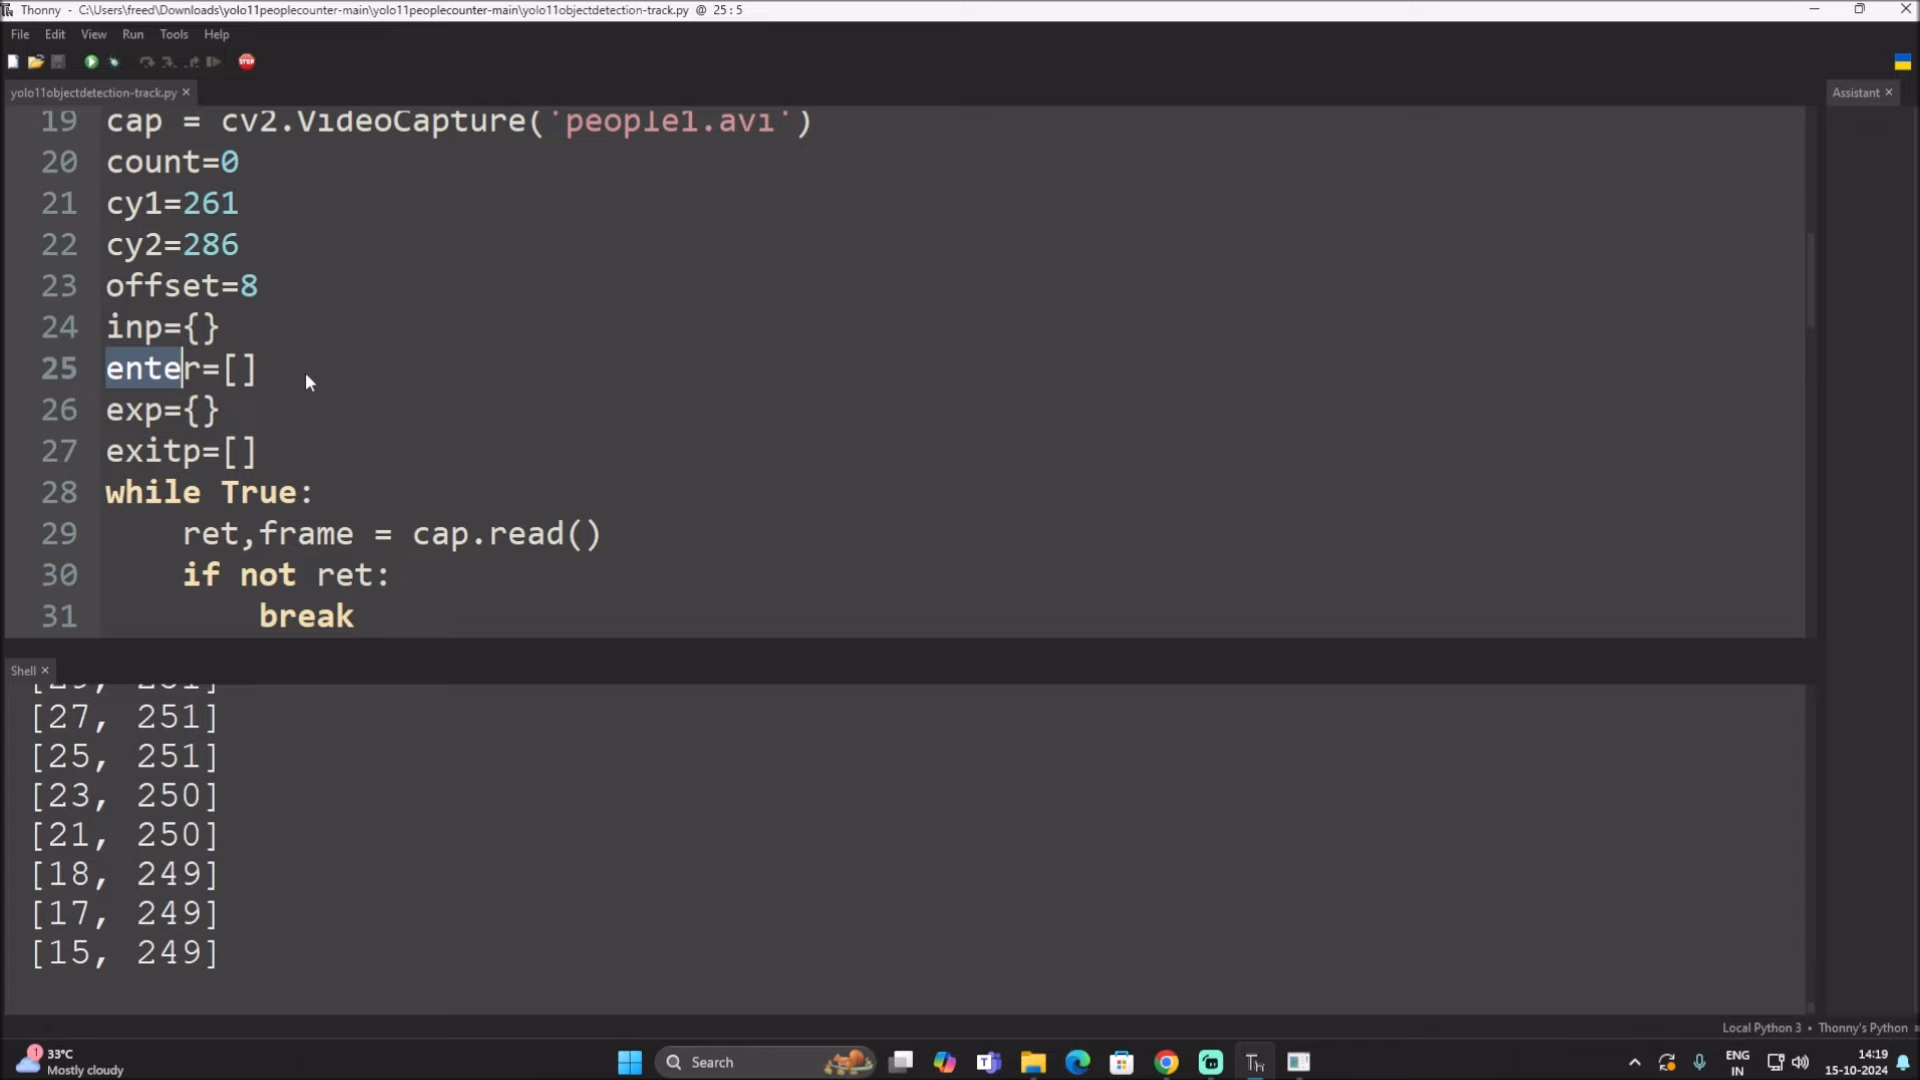 Thonny - C:\Users\freed\Downloads\yolo11peoplecounter-main\yolo11peoplecounter-main\yolo11objectdetection-track.py @ 25:5
File Edit View Run Tools Help
STOP
yolo11objectdetection-track.py ×
Assistant ×
19 cap = cv2.VideoCapture('people1.avi')
20 count=0
21 cy1=261
22 cy2=286
23 offset=8
24 inp={}
25 enter=[]
26 exp={}
27 exitp=[]
28 while True:
29 ret,frame = cap.read()
30 if not ret:
31 break
Shell ×
[27, 251]
[25, 251]
[23, 250]
[21, 250]
[18, 249]
[17, 249]
[15, 249]
Local Python 3 • Thonny's Python
1 33°C
Mostly cloudy
Search
Th
ENG
IN
14:19
15-10-2024